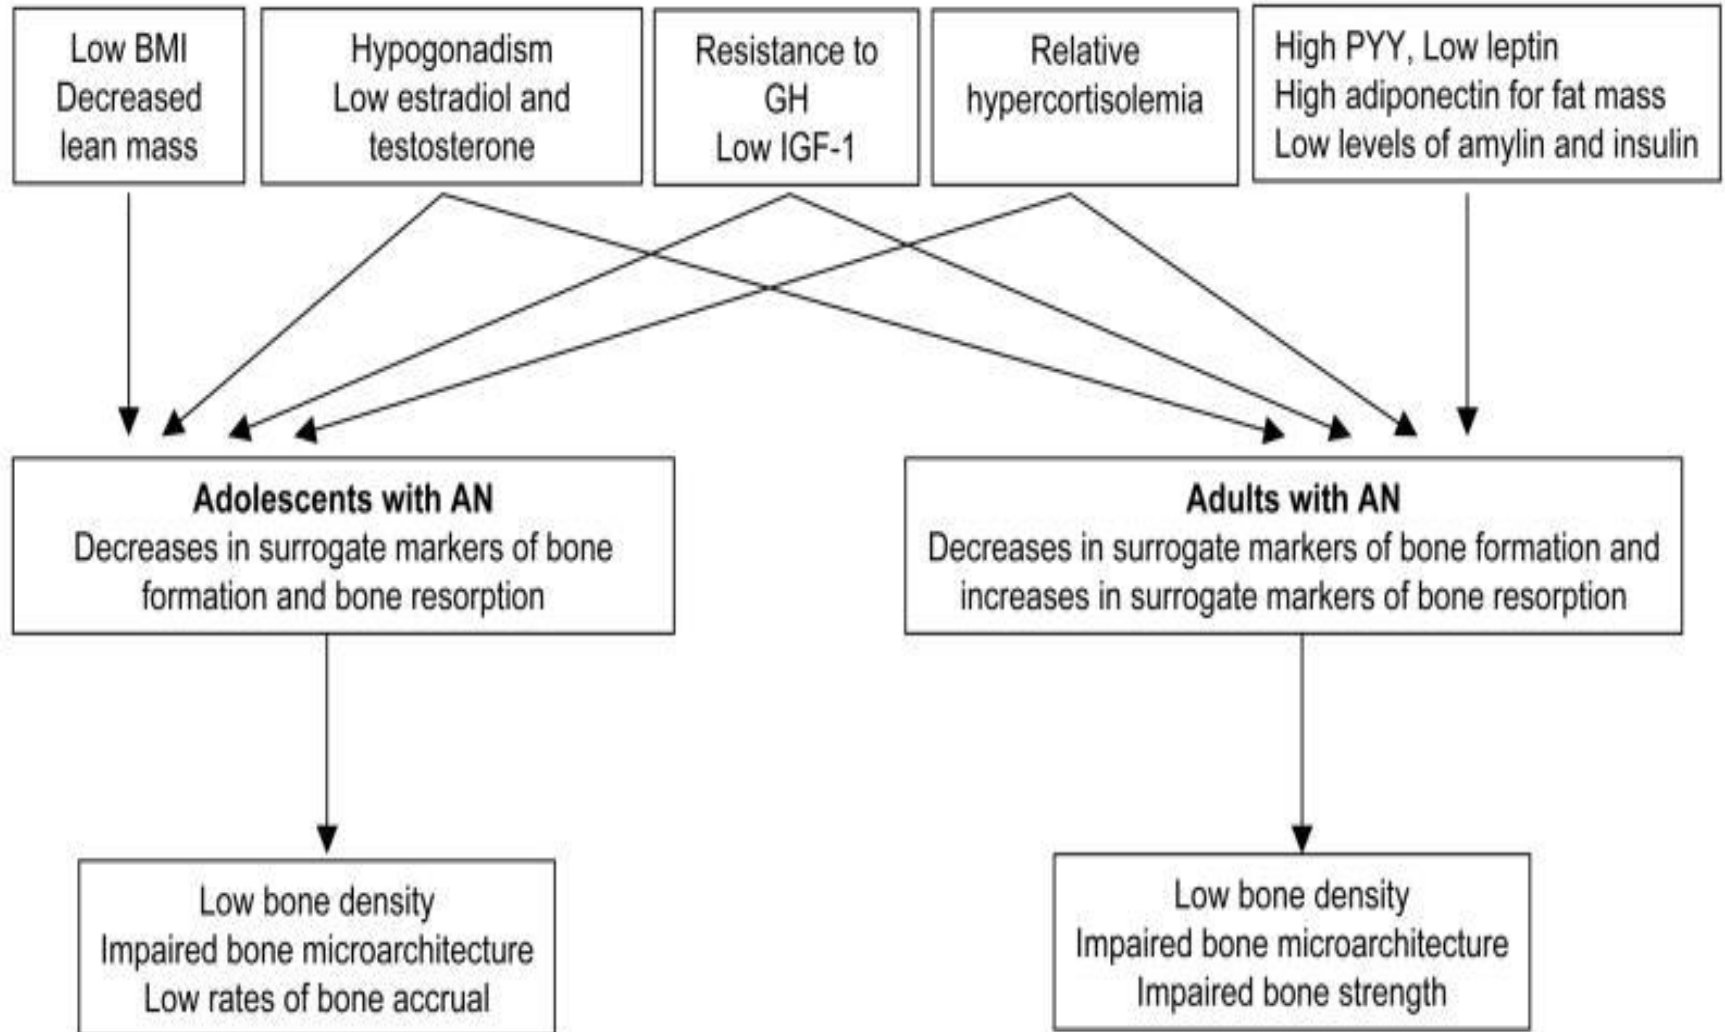 Low BMI
Decreased
lean mass
Hypogonadism
Low estradiol and
testosterone
Resistance to
GH
Low IGF-1
Relative
hypercortisolemia
High PYY, Low leptin
High adiponectin for fat mass
Low levels of amylin and insulin
Adolescents with AN
Decreases in surrogate markers of bone
formation and bone resorption
Adults with AN
Decreases in surrogate markers of bone formation and
increases in surrogate markers of bone resorption
Low bone density
Impaired bone microarchitecture
Low rates of bone accrual
Low bone density
Impaired bone microarchitecture
Impaired bone strength